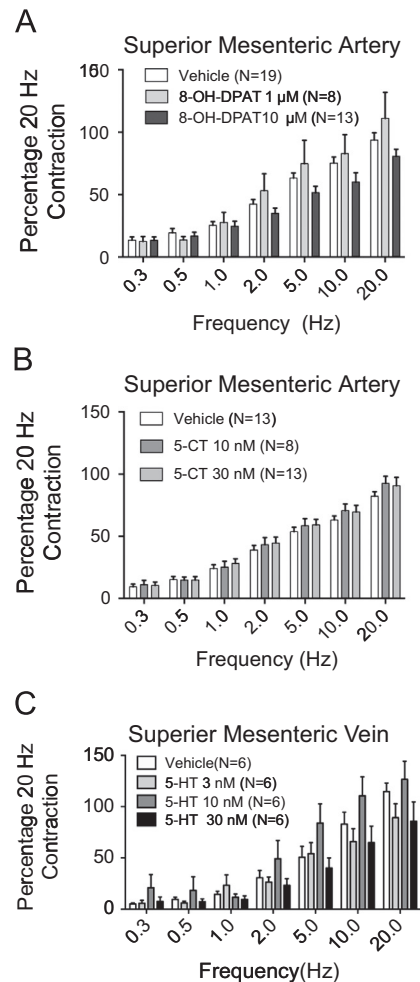 A
Superior Mesenteric Artery
Percentage 20 Hz
Contraction
150
100
50
0
Vehicle (N=19)
8-OH-DPAT 1 µM (N=8)
8-OH-DPAT10 µM (N=13)
0.3 0.5 1.0 2.0 5.0 10.0 20.0
Frequency (Hz)
B
Superior Mesenteric Artery
Percentage 20 Hz
Contraction
150
100
50
0
Vehicle (N=13)
5-CT 10 nM (N=8)
5-CT 30 nM (N=13)
0.3 0.5 1.0 2.0 5.0 10.0 20.0
Frequency (Hz)
C
Superier Mesenteric Vein
Percentage 20 Hz
Contraction
150
100
50
0
Vehicle(N=6)
5-HT 3 nM (N=6)
5-HT 10 nM (N=6)
5-HT 30 nM (N=6)
0.3 0.5 1.0 2.0 5.0 10.0 20.0
Frequency(Hz)